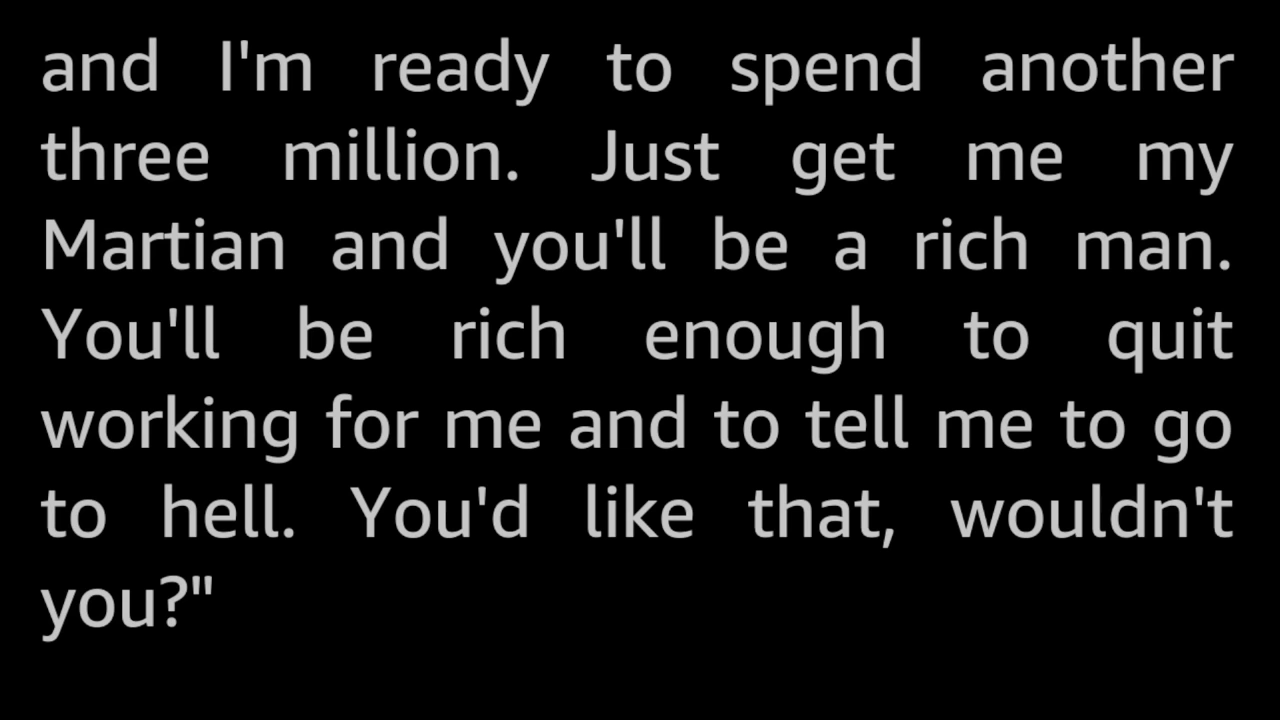 and I'm ready to spend another
three million. Just get me my
Martian and you'll be a rich man.
You'll be rich enough to quit
working for me and to tell me to go
to hell. You'd like that, wouldn't
you?"